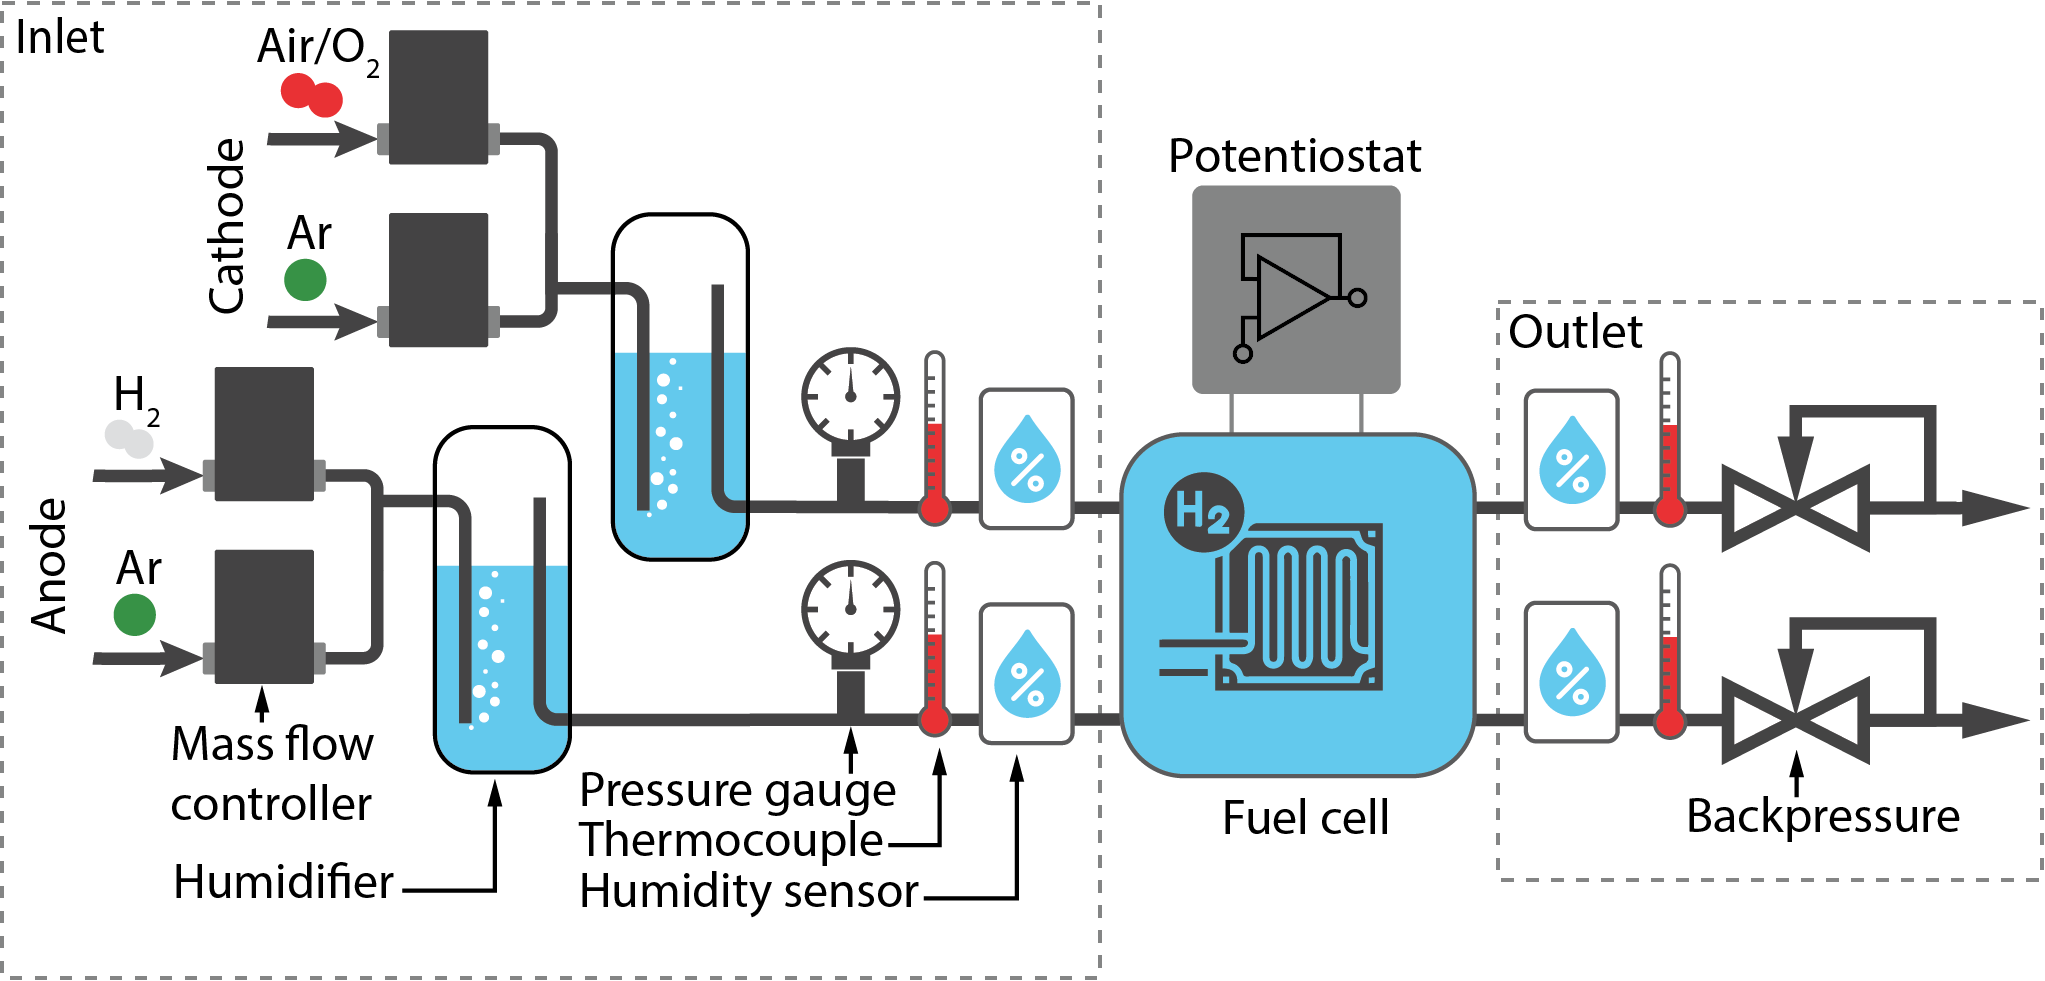 Inlet
Air/O₂
Cathode
Ar
H₂
Anode
Ar
Mass flow
controller
Humidifier
Pressure gauge
Thermocouple
Humidity sensor
%
%
Potentiostat
H₂
Fuel cell
Outlet
%
%
Backpressure